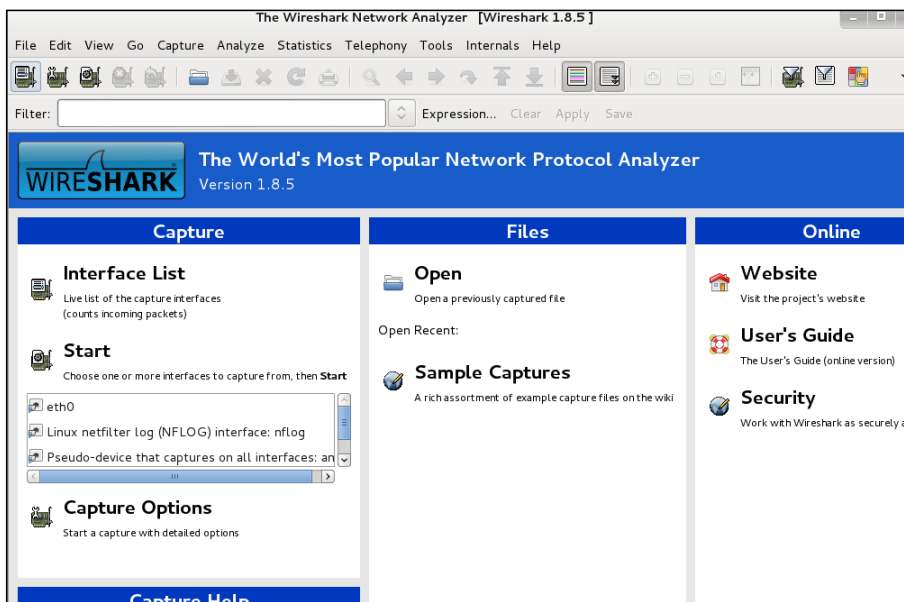 The Wireshark Network Analyzer [Wireshark 1.8.5 ]
File Edit View Go Capture Analyze Statistics Telephony Tools Internals Help
Filter: Expression... Clear Apply Save
WIRESHARK
The World's Most Popular Network Protocol Analyzer
Version 1.8.5
Capture
Interface List
Live list of the capture interfaces
(counts incoming packets)
Start
Choose one or more interfaces to capture from, then Start
eth0
Linux netfilter log (NFLOG) interface: nflog
Pseudo-device that captures on all interfaces: an
Capture Options
Start a capture with detailed options
Capture Help
Files
Open
Open a previously captured file
Open Recent:
Sample Captures
A rich assortment of example capture files on the wiki
Online
Website
Visit the project's website
User's Guide
The User's Guide (online version)
Security
Work with Wireshark as securely a